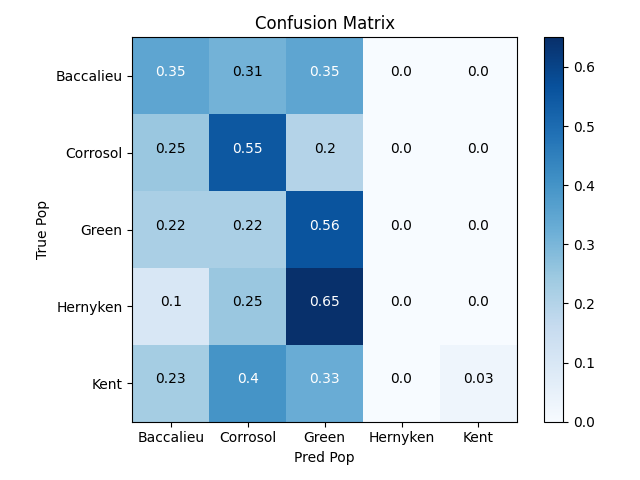 Confusion Matrix
Baccalieu 0.35 0.31 0.35 0.0 0.0 0.6
Corrosol 0.25 0.55 0.2 0.0 0.0 0.5
0.4
True Pop
Green 0.22 0.22 0.56 0.0 0.0 0.3
Hernyken 0.1 0.25 0.65 0.0 0.0 0.2
0.1
Kent 0.23 0.4 0.33 0.0 0.03 0.0
Baccalieu Corrosol Green Hernyken Kent
Pred Pop